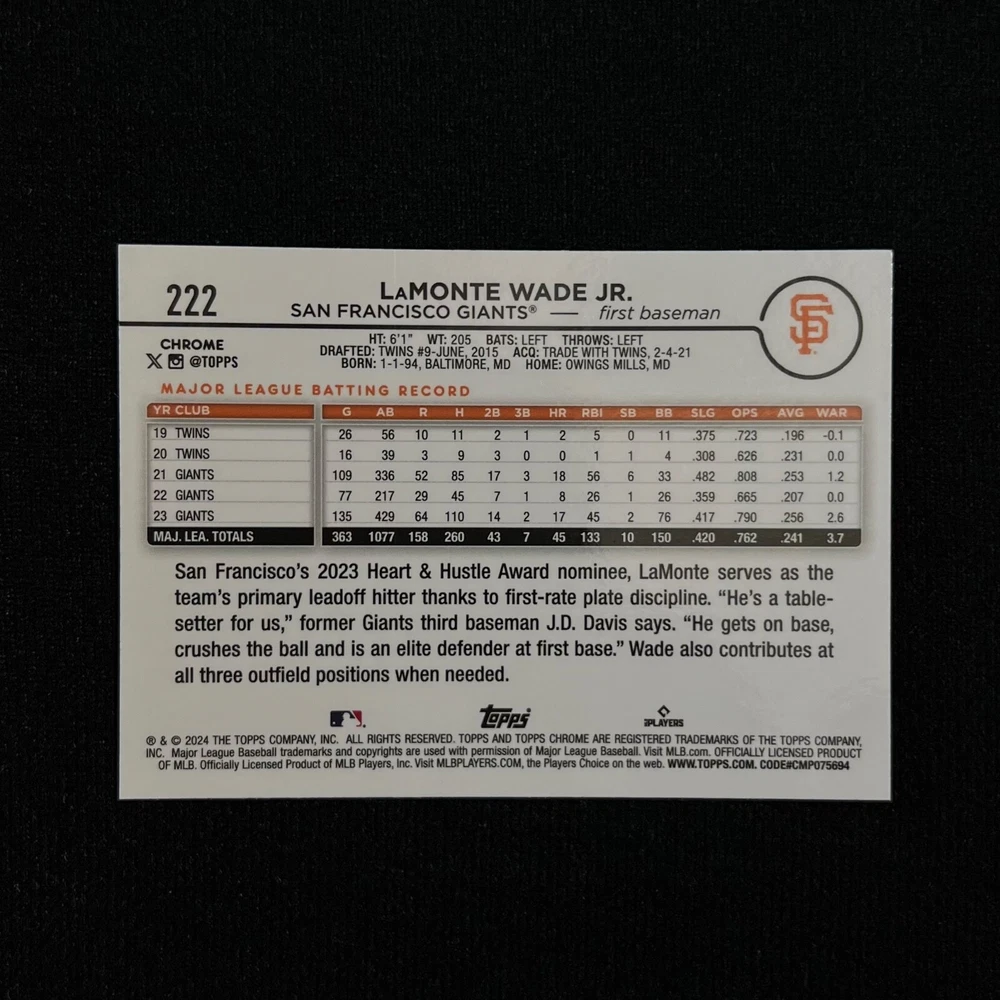 222
LaMONTE WADE JR.
SAN FRANCISCO GIANTS® — first baseman
SF
CHROME
X @TOPPS
HT: 6'1" WT: 205 BATS: LEFT THROWS: LEFT
DRAFTED: TWINS #9-JUNE, 2015 ACQ: TRADE WITH TWINS, 2-4-21
BORN: 1-1-94, BALTIMORE, MD HOME: OWINGS MILLS, MD
MAJOR LEAGUE BATTING RECORD
YR CLUB G AB R H 2B 3B HR RBI SB BB SLG OPS AVG WAR
19 TWINS 26 56 10 11 2 1 2 5 0 11 .375 .723 .196 -0.1
20 TWINS 16 39 3 9 3 0 0 1 1 4 .308 .626 .231 0.0
21 GIANTS 109 336 52 85 17 3 18 56 6 33 .482 .808 .253 1.2
22 GIANTS 77 217 29 45 7 1 8 26 1 26 .359 .665 .207 0.0
23 GIANTS 135 429 64 110 14 2 17 45 2 76 .417 .790 .256 2.6
MAJ. LEA. TOTALS 363 1077 158 260 43 7 45 133 10 150 .420 .762 .241 3.7
San Francisco's 2023 Heart & Hustle Award nominee, LaMonte serves as the
team's primary leadoff hitter thanks to first-rate plate discipline. "He's a table-
setter for us," former Giants third baseman J.D. Davis says. "He gets on base,
crushes the ball and is an elite defender at first base." Wade also contributes at
all three outfield positions when needed.
Topps
PLAYERS
® & © 2024 THE TOPPS COMPANY, INC. ALL RIGHTS RESERVED. TOPPS AND TOPPS CHROME ARE REGISTERED TRADEMARKS OF THE TOPPS COMPANY,
INC. Major League Baseball trademarks and copyrights are used with permission of Major League Baseball. Visit MLB.com. OFFICIALLY LICENSED PRODUCT
OF MLB. Officially Licensed Product of MLB Players, Inc. Visit MLBPLAYERS.COM, the Players Choice on the web. WWW.TOPPS.COM. CODE#CMP075694